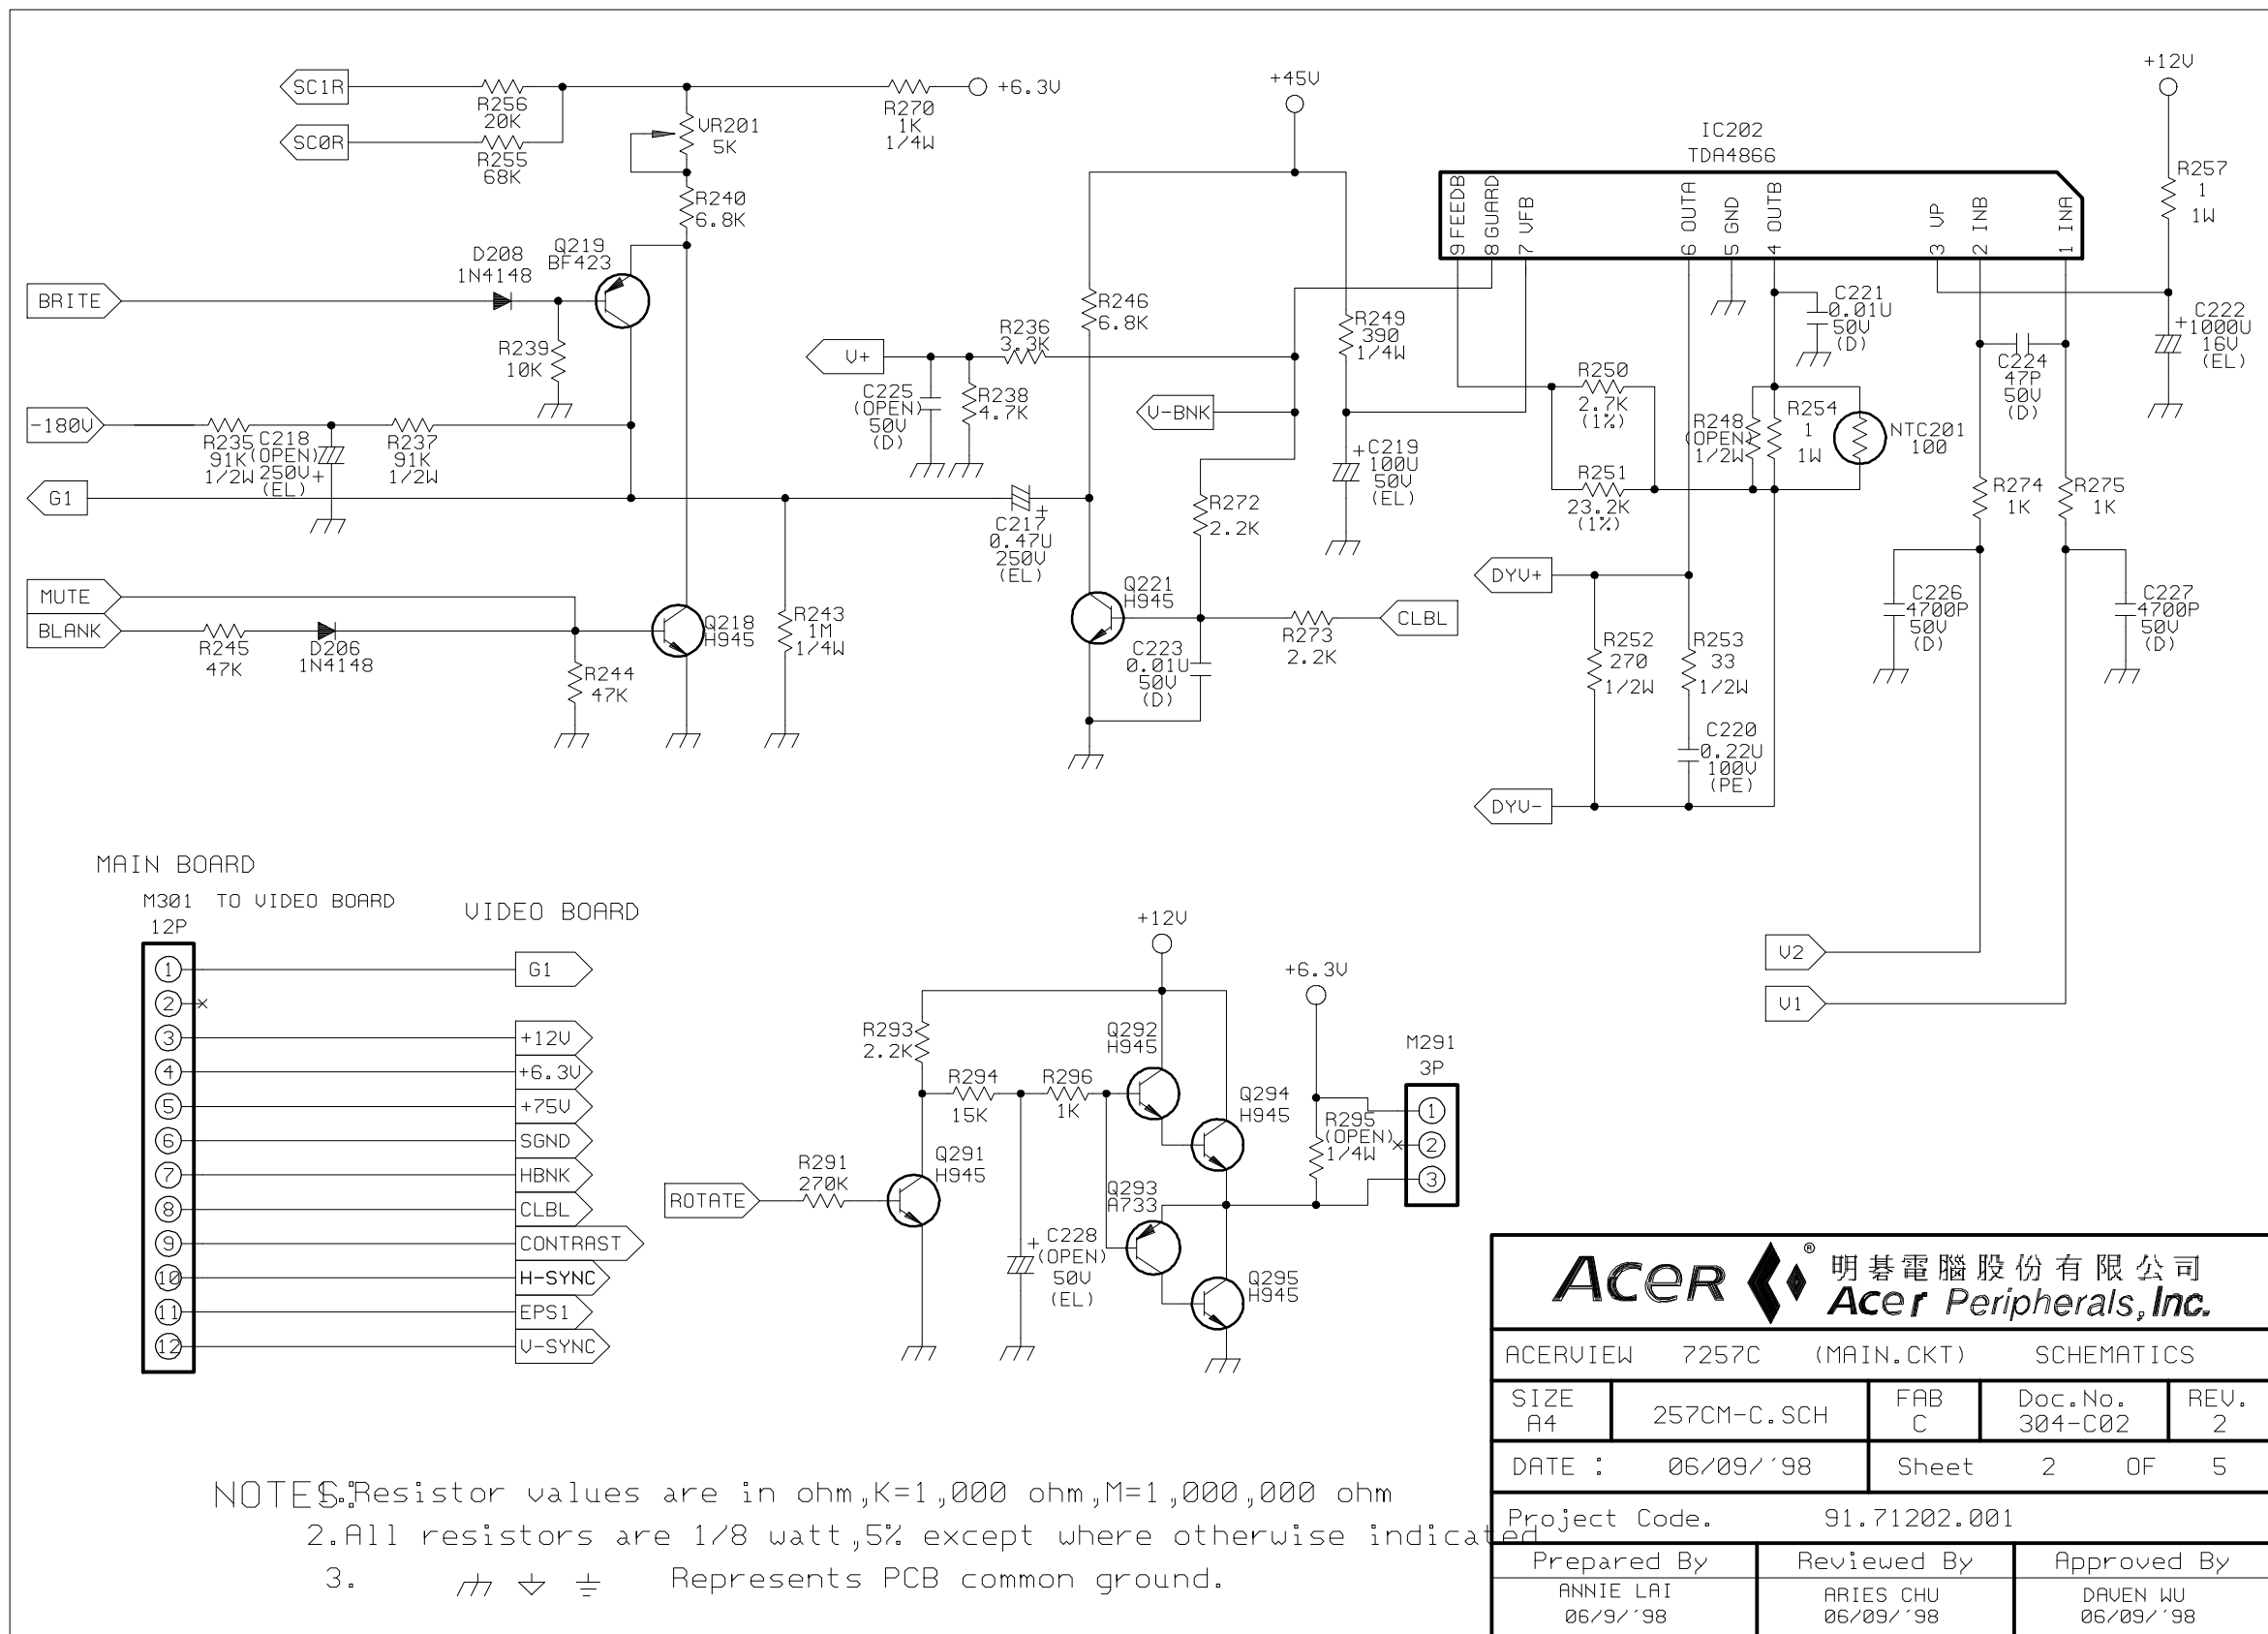 SC1R
R256
20K
SC0R
R255
68K
VR201
5K
R270
1K
1/4W
+6.3V
R240
6.8K
BRITE
D208
1N4148
Q219
BF423
R239
10K
-180V
R235
91K
1/2W
C218
(OPEN)
250V
+
(EL)
R237
91K
1/2W
G1
MUTE
BLANK
R245
47K
D206
1N4148
R244
47K
Q218
H945
R243
1M
1/4W
V+
C225
(OPEN)
50V
(D)
R236
3.3K
R238
4.7K
+
C217
0.47U
250V
(EL)
+45V
R246
6.8K
R249
390
1/4W
V-BNK
+
C219
100U
50V
(EL)
R272
2.2K
Q221
H945
C223
0.01U
50V
(D)
R273
2.2K
CLBL
IC202
TDA4866
9 FEEDB
8 GUARD
7 VFB
6 OUTA
5 GND
4 OUTB
3 VP
2 INB
1 INA
+12V
R257
1
1W
+
C222
1000U
16V
(EL)
C221
0.01U
50V
(D)
C224
47P
50V
(D)
R250
2.7K
(1%)
R251
23.2K
(1%)
R248
(OPEN)
1/2W
R254
1
1W
NTC201
100
R274
1K
R275
1K
DYV+
R252
270
1/2W
R253
33
1/2W
C220
0.22U
100V
(PE)
DYV-
C226
4700P
50V
(D)
C227
4700P
50V
(D)
V2
V1
MAIN BOARD
M301 TO VIDEO BOARD
12P
VIDEO BOARD
1 G1
2
3 +12V
4 +6.3V
5 +75V
6 SGND
7 HBNK
8 CLBL
9 CONTRAST
10 H-SYNC
11 EPS1
12 V-SYNC
ROTATE
R291
270K
Q291
H945
R293
2.2K
R294
15K
R296
1K
+
C228
(OPEN)
50V
(EL)
+12V
Q292
H945
Q294
H945
Q293
A733
Q295
H945
+6.3V
R295
(OPEN)
1/4W
M291
3P
1
2
3
NOTES:
1.Resistor values are in ohm,K=1,000 ohm,M=1,000,000 ohm
2.All resistors are 1/8 watt,5% except where otherwise indicated
3. Represents PCB common ground.
Acer ® 明碁電腦股份有限公司
Acer Peripherals, Inc.
ACERVIEW 7257C (MAIN.CKT) SCHEMATICS
SIZE
A4
257CM-C.SCH
FAB
C
Doc.No.
304-C02
REV.
2
DATE : 06/09/'98
Sheet 2 OF 5
Project Code. 91.71202.001
Prepared By
ANNIE LAI
06/9/'98
Reviewed By
ARIES CHU
06/09/'98
Approved By
DAVEN WU
06/09/'98